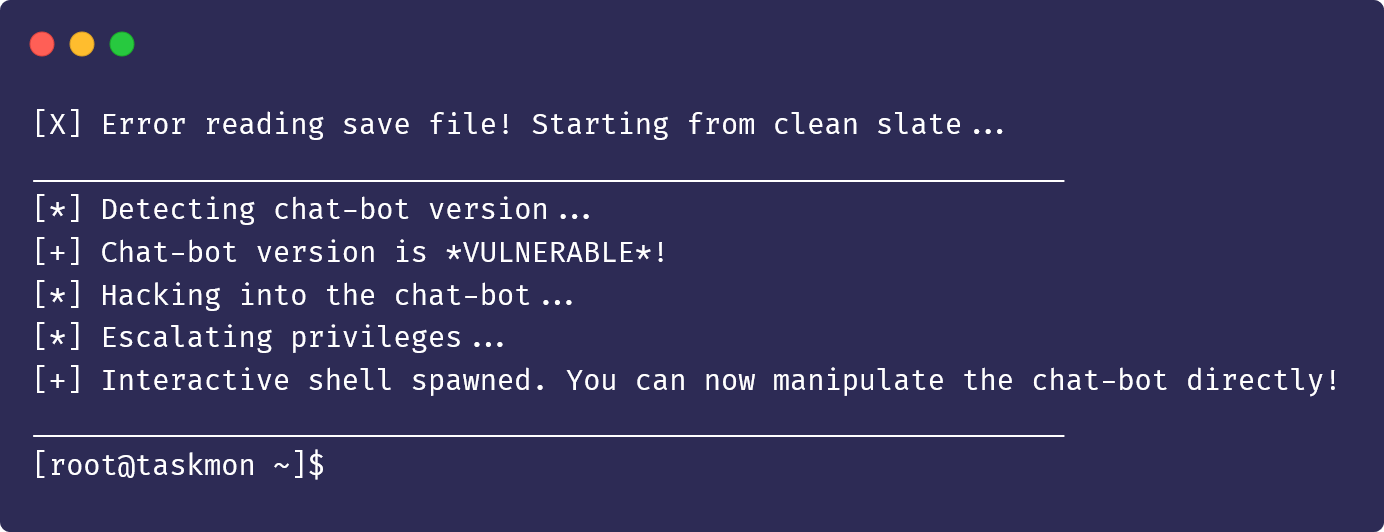 [X] Error reading save file! Starting from clean slate...
[*] Detecting chat-bot version...
[+] Chat-bot version is *VULNERABLE*!
[*] Hacking into the chat-bot...
[*] Escalating privileges...
[+] Interactive shell spawned. You can now manipulate the chat-bot directly!
[root@taskmon ~]$